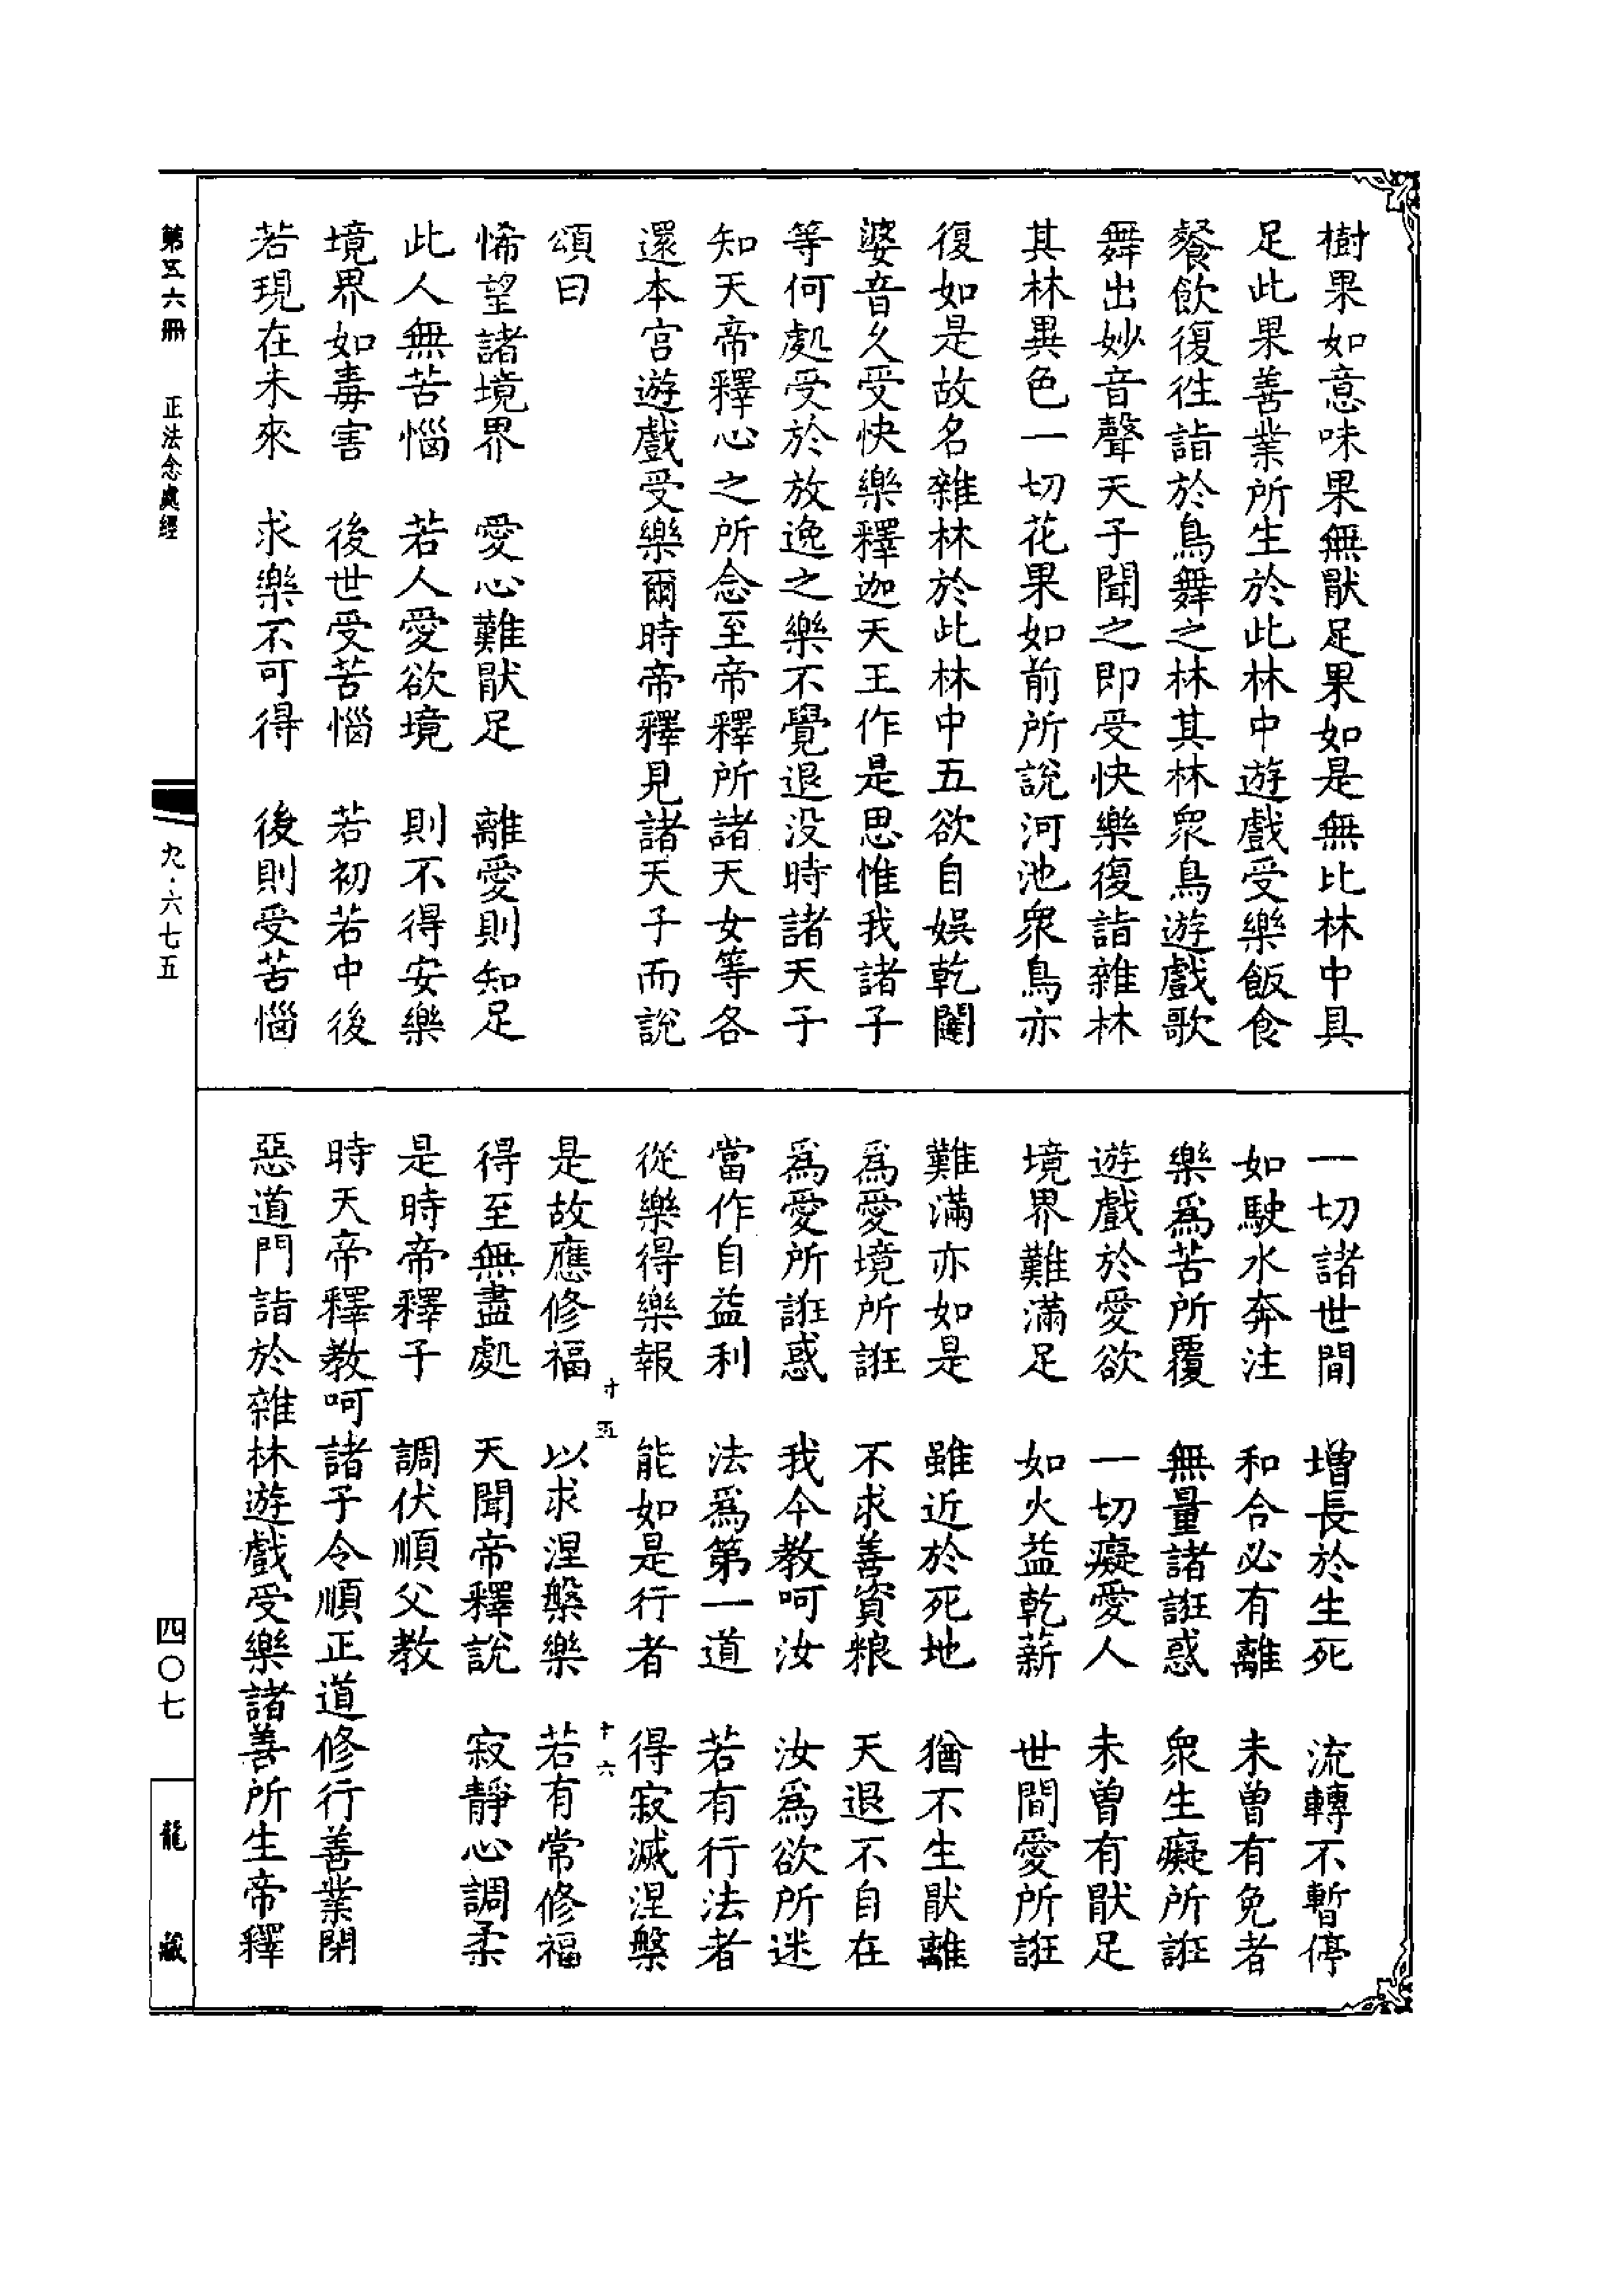 樹果如意味果無猒足果如是無比林中具
足此果善業所生於此林中遊戲受樂飯食
餐飲復徃詣於鳥舞之林其林衆鳥遊戲歌
舞出妙音聲天子聞之即受快樂復詣雜林
其林異色一切花果如前所說河池衆鳥亦
復如是故名雜林於此林中五欲自娛乾闥
婆音久受快樂釋迦天王作是思惟我諸子
等何處受於放逸之樂不覺退沒時諸天子
知天帝釋心之所念至帝釋所諸天女等各
還本宮遊戲受樂爾時帝釋見諸天子而說
頌曰
悕望諸境界　愛心難猒足　離愛則知足
此人無苦惱　若人愛欲境　則不得安樂
境界如毒害　後世受苦惱　若初若中後
若現在未來　求樂不可得　後則受苦惱
一切諸世間　增長於生死　流轉不暫停
如駛水奔注　和合必有離　未曾有免者
樂爲苦所覆　無量諸誑惑　衆生癡所誑
遊戲於愛欲　一切癡愛人　未曾有猒足
境界難滿足　如火益乾薪　世間愛所誑
難滿亦如是　雖近於死地　猶不生猒離
爲愛境所誑　不求善資粮　天退不自在
爲愛所誑惑　我今教呵汝　汝爲欲所迷
當作自益利　法爲第一道　若有行法者
從樂得樂報　能如是行者　得寂滅涅槃
十五　十六
是故應修福　以求涅槃樂　若有常修福
得至無盡處　天聞帝釋說　寂靜心調柔
是時帝釋子　調伏順父教
時天帝釋教呵諸子令順正道修行善業閉
惡道門詣於雜林遊戲受樂諸善所生帝釋
第五六冊　正法念處經　九·六七五　四〇七　龍藏